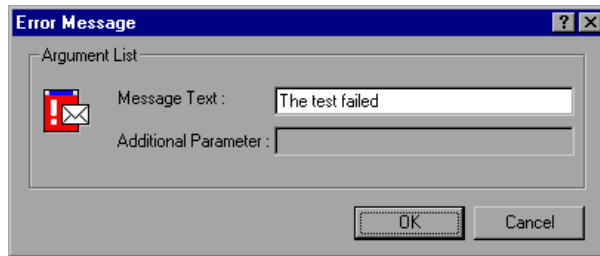 Error Message
Argument List
Message Text : The test failed
Additional Parameter :
OK Cancel